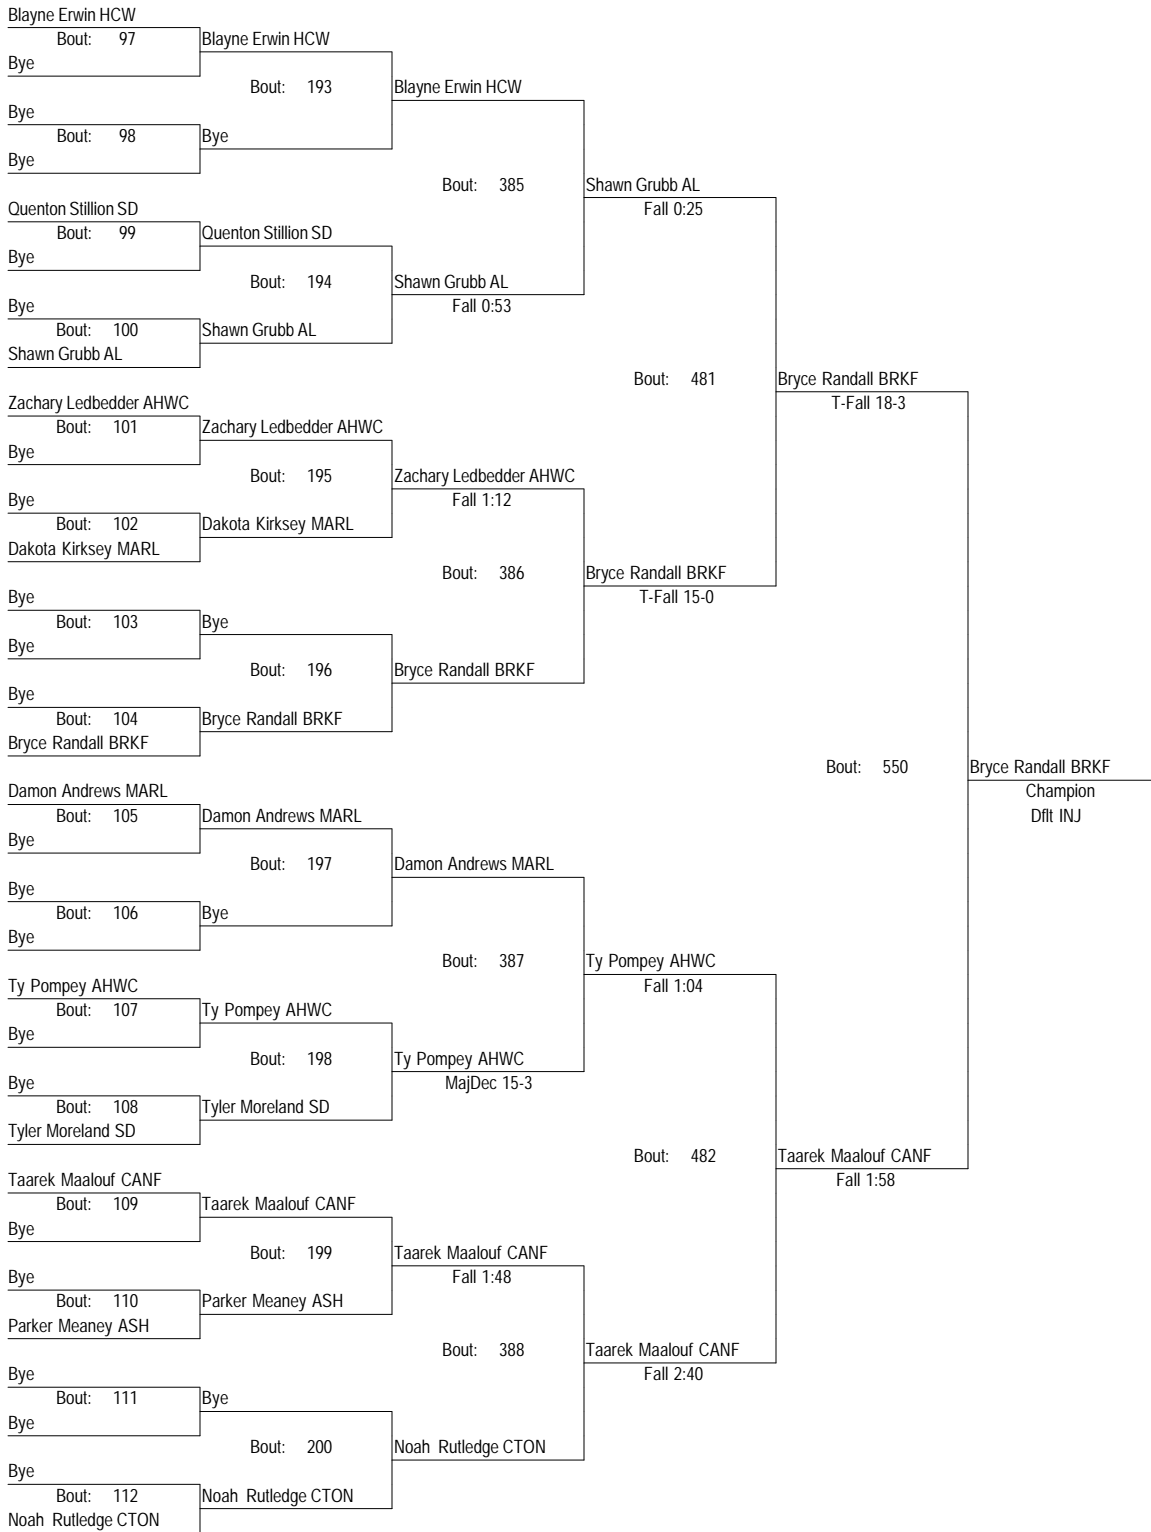 Blayne Erwin HCW
Bout: 97 Blayne Erwin HCW
Bye
Bout: 193 Blayne Erwin HCW
Bye
Bout: 98 Bye
Bye
Bout: 385 Shawn Grubb AL
Quenton Stillion SD Fall 0:25
Bout: 99 Quenton Stillion SD
Bye
Bout: 194 Shawn Grubb AL
Bye Fall 0:53
Bout: 100 Shawn Grubb AL
Shawn Grubb AL
Bout: 481 Bryce Randall BRKF
Zachary Ledbedder AHWC T-Fall 18-3
Bout: 101 Zachary Ledbedder AHWC
Bye
Bout: 195 Zachary Ledbedder AHWC
Bye Fall 1:12
Bout: 102 Dakota Kirksey MARL
Dakota Kirksey MARL
Bout: 386 Bryce Randall BRKF
Bye T-Fall 15-0
Bout: 103 Bye
Bye
Bout: 196 Bryce Randall BRKF
Bye
Bout: 104 Bryce Randall BRKF
Bryce Randall BRKF
Bout: 550 Bryce Randall BRKF
Damon Andrews MARL Champion
Bout: 105 Damon Andrews MARL Dflt INJ
Bye
Bout: 197 Damon Andrews MARL
Bye
Bout: 106 Bye
Bye
Bout: 387 Ty Pompey AHWC
Ty Pompey AHWC Fall 1:04
Bout: 107 Ty Pompey AHWC
Bye
Bout: 198 Ty Pompey AHWC
Bye MajDec 15-3
Bout: 108 Tyler Moreland SD
Tyler Moreland SD
Bout: 482 Taarek Maalouf CANF
Taarek Maalouf CANF Fall 1:58
Bout: 109 Taarek Maalouf CANF
Bye
Bout: 199 Taarek Maalouf CANF
Bye Fall 1:48
Bout: 110 Parker Meaney ASH
Parker Meaney ASH
Bout: 388 Taarek Maalouf CANF
Bye Fall 2:40
Bout: 111 Bye
Bye
Bout: 200 Noah Rutledge CTON
Bye
Bout: 112 Noah Rutledge CTON
Noah Rutledge CTON